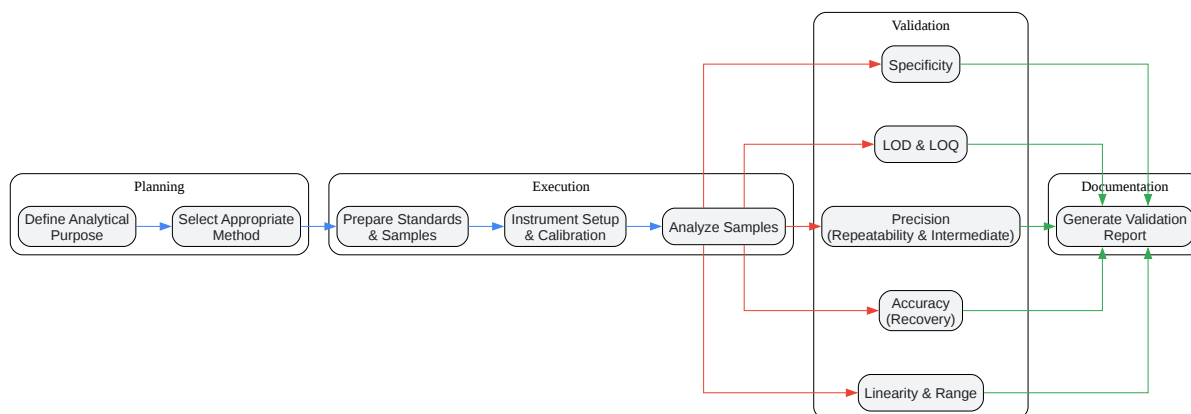 Planning
Define Analytical
Purpose
Select Appropriate
Method
Execution
Prepare Standards
& Samples
Instrument Setup
& Calibration
Analyze Samples
Validation
Specificity
LOD & LOQ
Precision
(Repeatability & Intermediate)
Accuracy
(Recovery)
Linearity & Range
Documentation
Generate Validation
Report